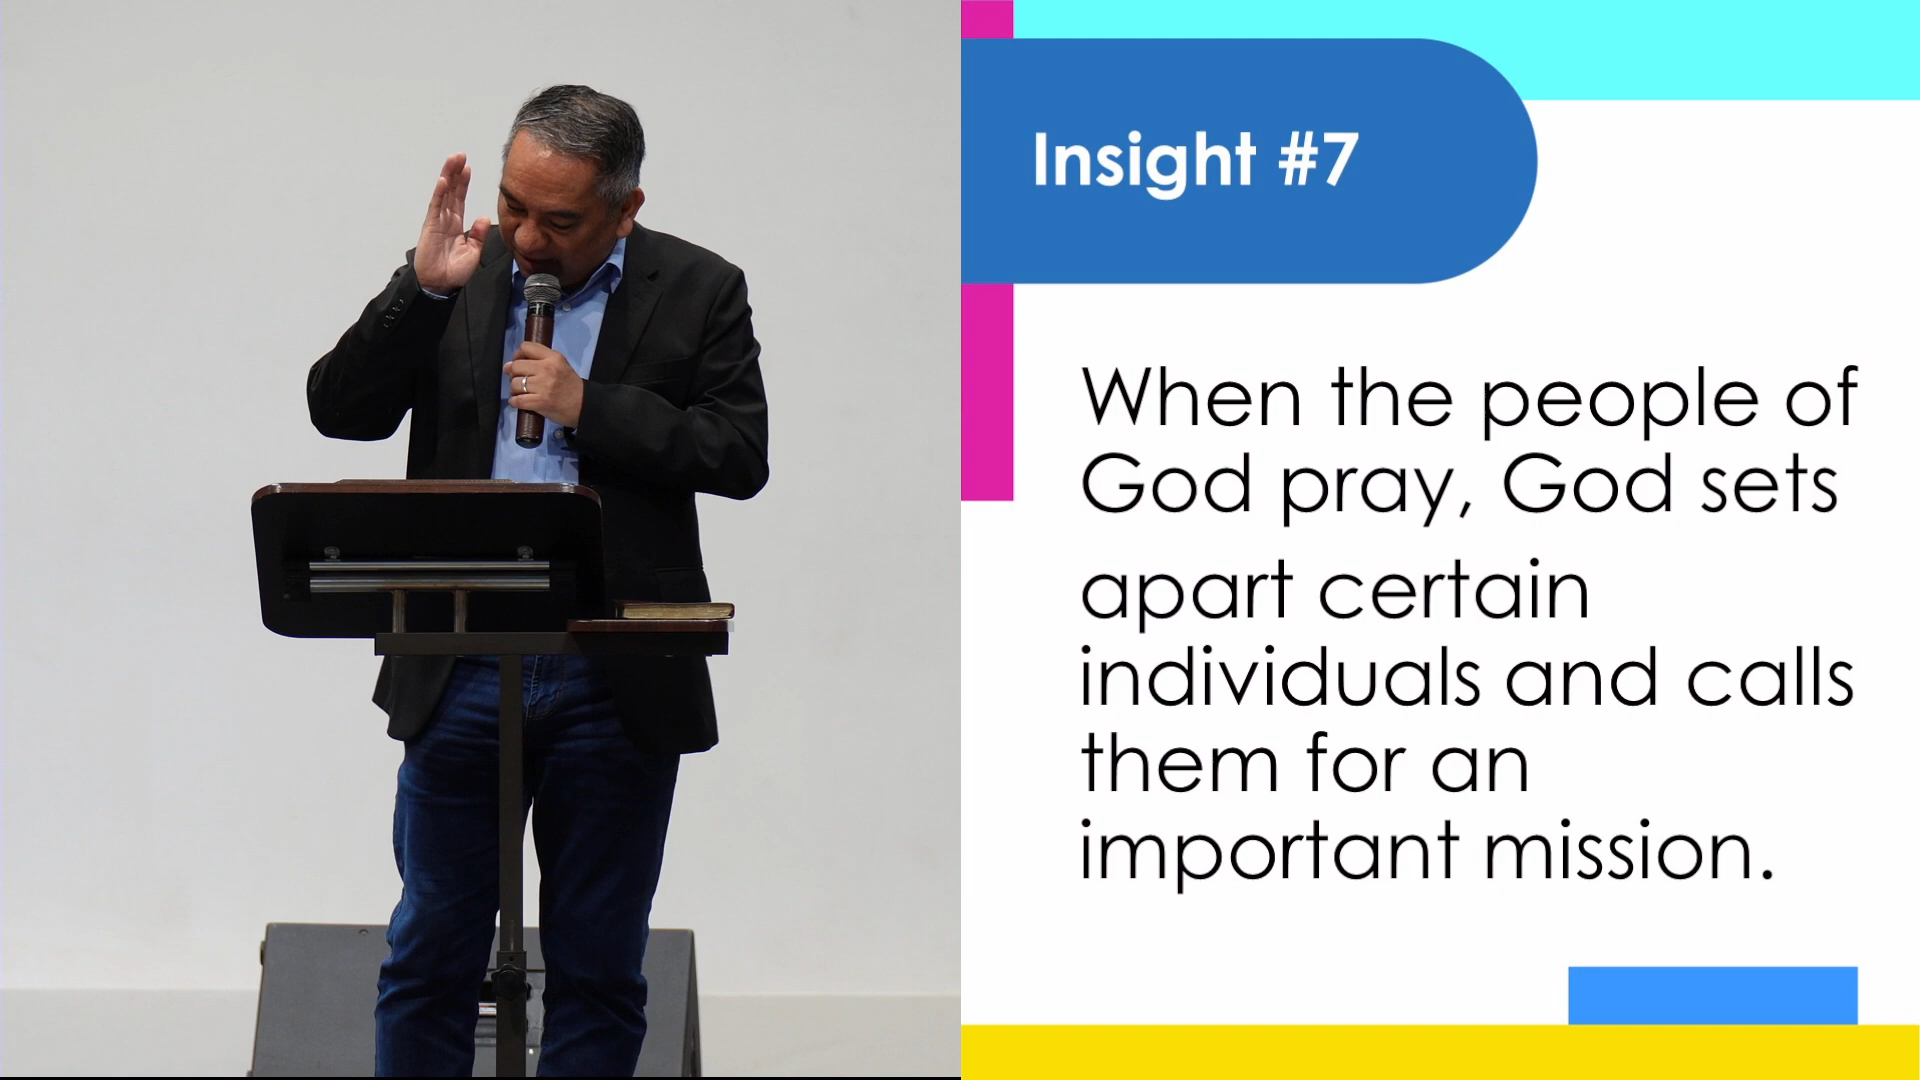 Insight #7
When the people of
God pray, God sets
apart certain
individuals and calls
them for an
important mission.